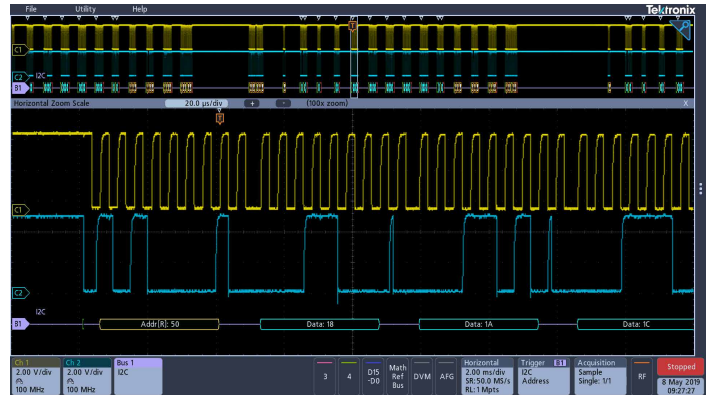 File Utility Help Tektronix
T
C1
C2 I2C
B1
Horizontal Zoom Scale 20.0 µs/div + - (100x zoom) X
T
C1
C2
I2C
B1 Addr[R]: 50 Data: 18 Data: 1A Data: 1C
Ch 1 Ch 2 Bus 1 Horizontal Trigger B1 Acquisition Stopped
2.00 V/div 2.00 V/div I2C 3 4 D15 -D0 Math Ref Bus DVM AFG 2.00 ms/div I2C Sample RF
SR: 50.0 MS/s Address Single: 1/1
100 MHz 100 MHz RL: 1 Mpts 8 May 2019
09:27:27